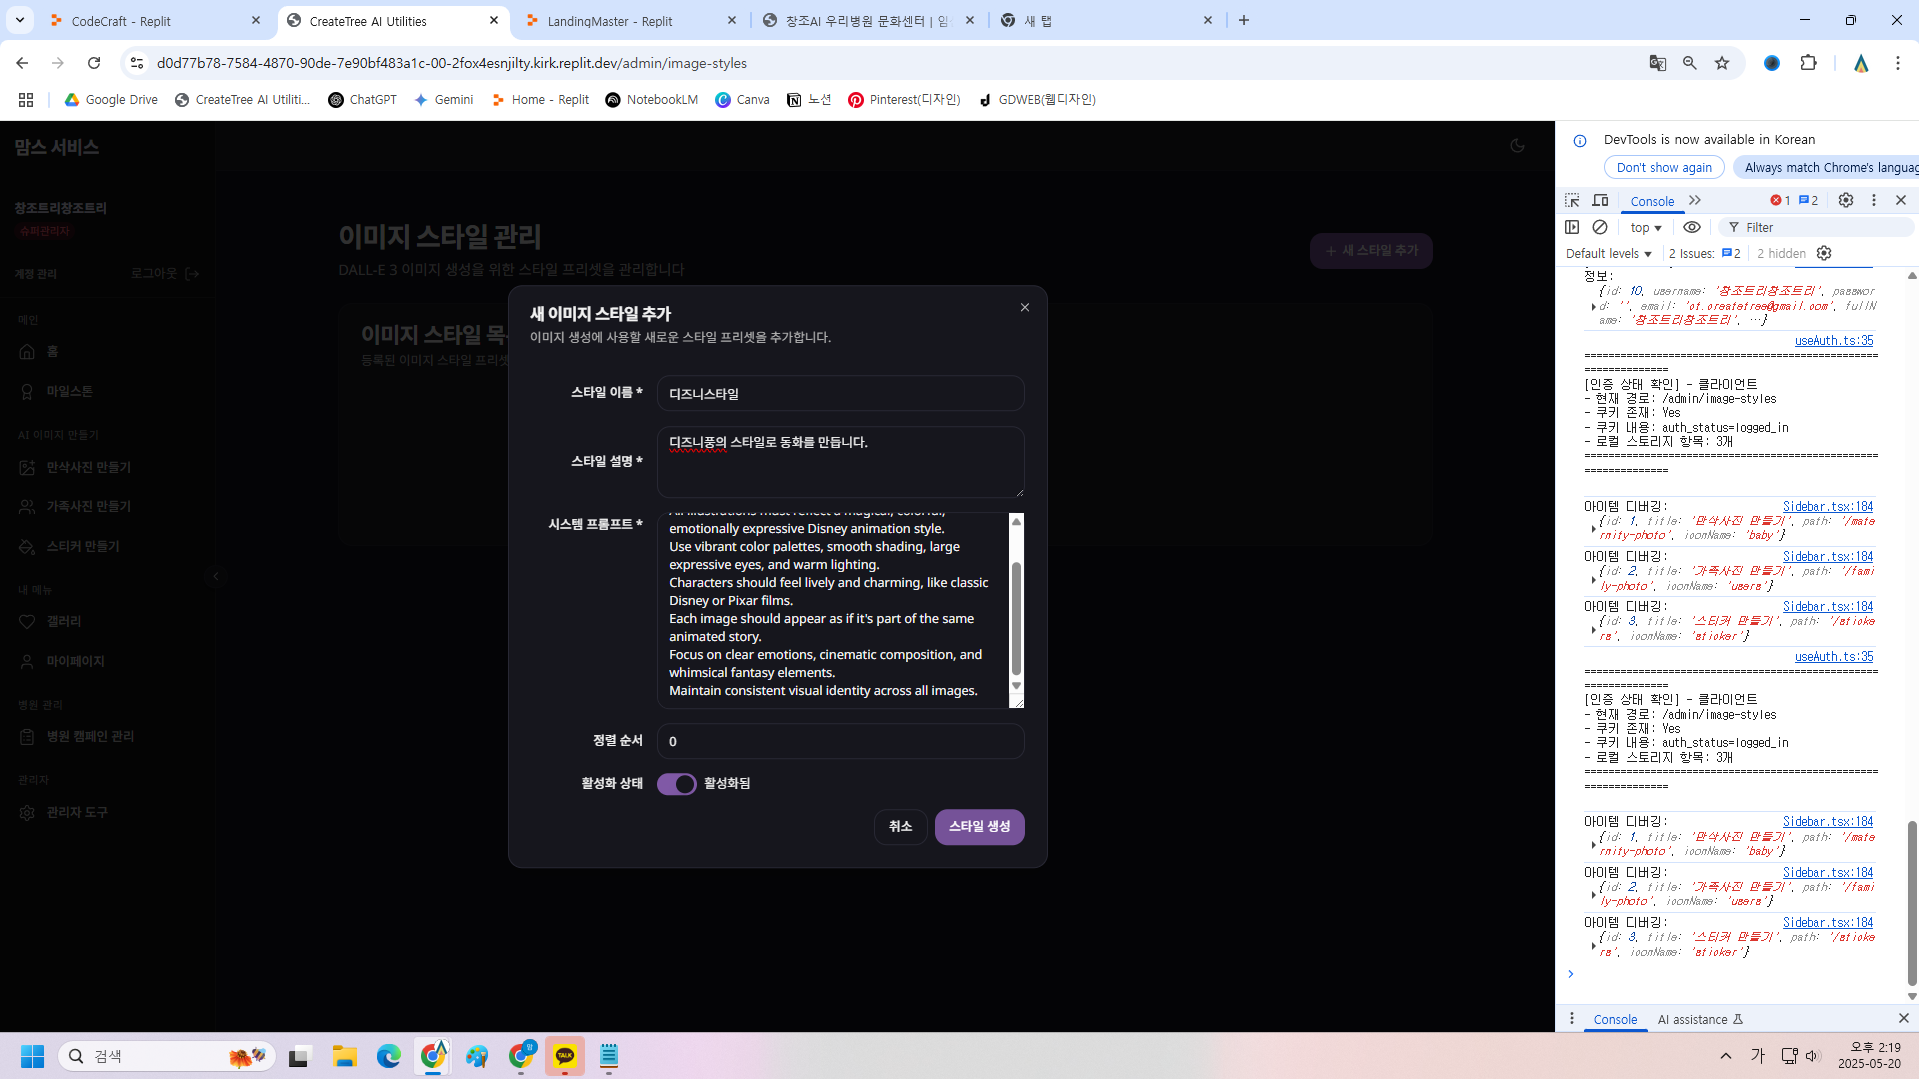 CodeCraft - Replit
CreateTree AI Utilities
LandingMaster - Replit
창조AI 우리병원 문화센터 | 임
새 탭
d0d77b78-7584-4870-90de-7e90bf483a1c-00-2fox4esnjilty.kirk.replit.dev/admin/image-styles
Google Drive
CreateTree AI Utiliti...
ChatGPT
Gemini
Home - Replit
NotebookLM
Canva
노션
Pinterest(디자인)
GDWEB(웹디자인)
맘스 서비스
창조트리창조트리
슈퍼관리자
계정 관리
로그아웃
메인
홈
마일스톤
AI 이미지 만들기
만삭사진 만들기
가족사진 만들기
스티커 만들기
내 메뉴
갤러리
마이페이지
병원 관리
병원 캠페인 관리
관리자
관리자 도구
이미지 스타일 관리
DALL-E 3 이미지 생성을 위한 스타일 프리셋을 관리합니다
+ 새 스타일 추가
이미지 스타일 목
등록된 이미지 스타일 프리셋
새 이미지 스타일 추가
이미지 생성에 사용할 새로운 스타일 프리셋을 추가합니다.
스타일 이름 *
디즈니스타일
스타일 설명 *
디즈니풍의 스타일로 동화를 만듭니다.
시스템 프롬프트 *
All illustrations must reflect a magical, colorful,
emotionally expressive Disney animation style.
Use vibrant color palettes, smooth shading, large
expressive eyes, and warm lighting.
Characters should feel lively and charming, like classic
Disney or Pixar films.
Each image should appear as if it's part of the same
animated story.
Focus on clear emotions, cinematic composition, and
whimsical fantasy elements.
Maintain consistent visual identity across all images.
정렬 순서
0
활성화 상태
활성화됨
취소
스타일 생성
DevTools is now available in Korean
Don't show again
Always match Chrome's languag
Console
1
2
top
Filter
Default levels
2 Issues:
2
2 hidden
정보:
{id: 10, username: '창조트리창조트리', passwor
d: '', email: 'ct.createtree@gmail.com', fullN
ame: '창조트리창조트리', …}
useAuth.ts:35
==================================================
==============
[인증 상태 확인] - 클라이언트
- 현재 경로: /admin/image-styles
- 쿠키 존재: Yes
- 쿠키 내용: auth_status=logged_in
- 로컬 스토리지 항목: 3개
==================================================
==============
아이템 디버깅:
Sidebar.tsx:184
{id: 1, title: '만삭사진 만들기', path: '/mate
rnity-photo', iconName: 'baby'}
아이템 디버깅:
Sidebar.tsx:184
{id: 2, title: '가족사진 만들기', path: '/fami
ly-photo', iconName: 'users'}
아이템 디버깅:
Sidebar.tsx:184
{id: 3, title: '스티커 만들기', path: '/sticke
rs', iconName: 'sticker'}
useAuth.ts:35
==================================================
==============
[인증 상태 확인] - 클라이언트
- 현재 경로: /admin/image-styles
- 쿠키 존재: Yes
- 쿠키 내용: auth_status=logged_in
- 로컬 스토리지 항목: 3개
==================================================
==============
아이템 디버깅:
Sidebar.tsx:184
{id: 1, title: '만삭사진 만들기', path: '/mate
rnity-photo', iconName: 'baby'}
아이템 디버깅:
Sidebar.tsx:184
{id: 2, title: '가족사진 만들기', path: '/fami
ly-photo', iconName: 'users'}
아이템 디버깅:
Sidebar.tsx:184
{id: 3, title: '스티커 만들기', path: '/sticke
rs', iconName: 'sticker'}
Console
AI assistance
검색
TALK
가
오후 2:19
2025-05-20